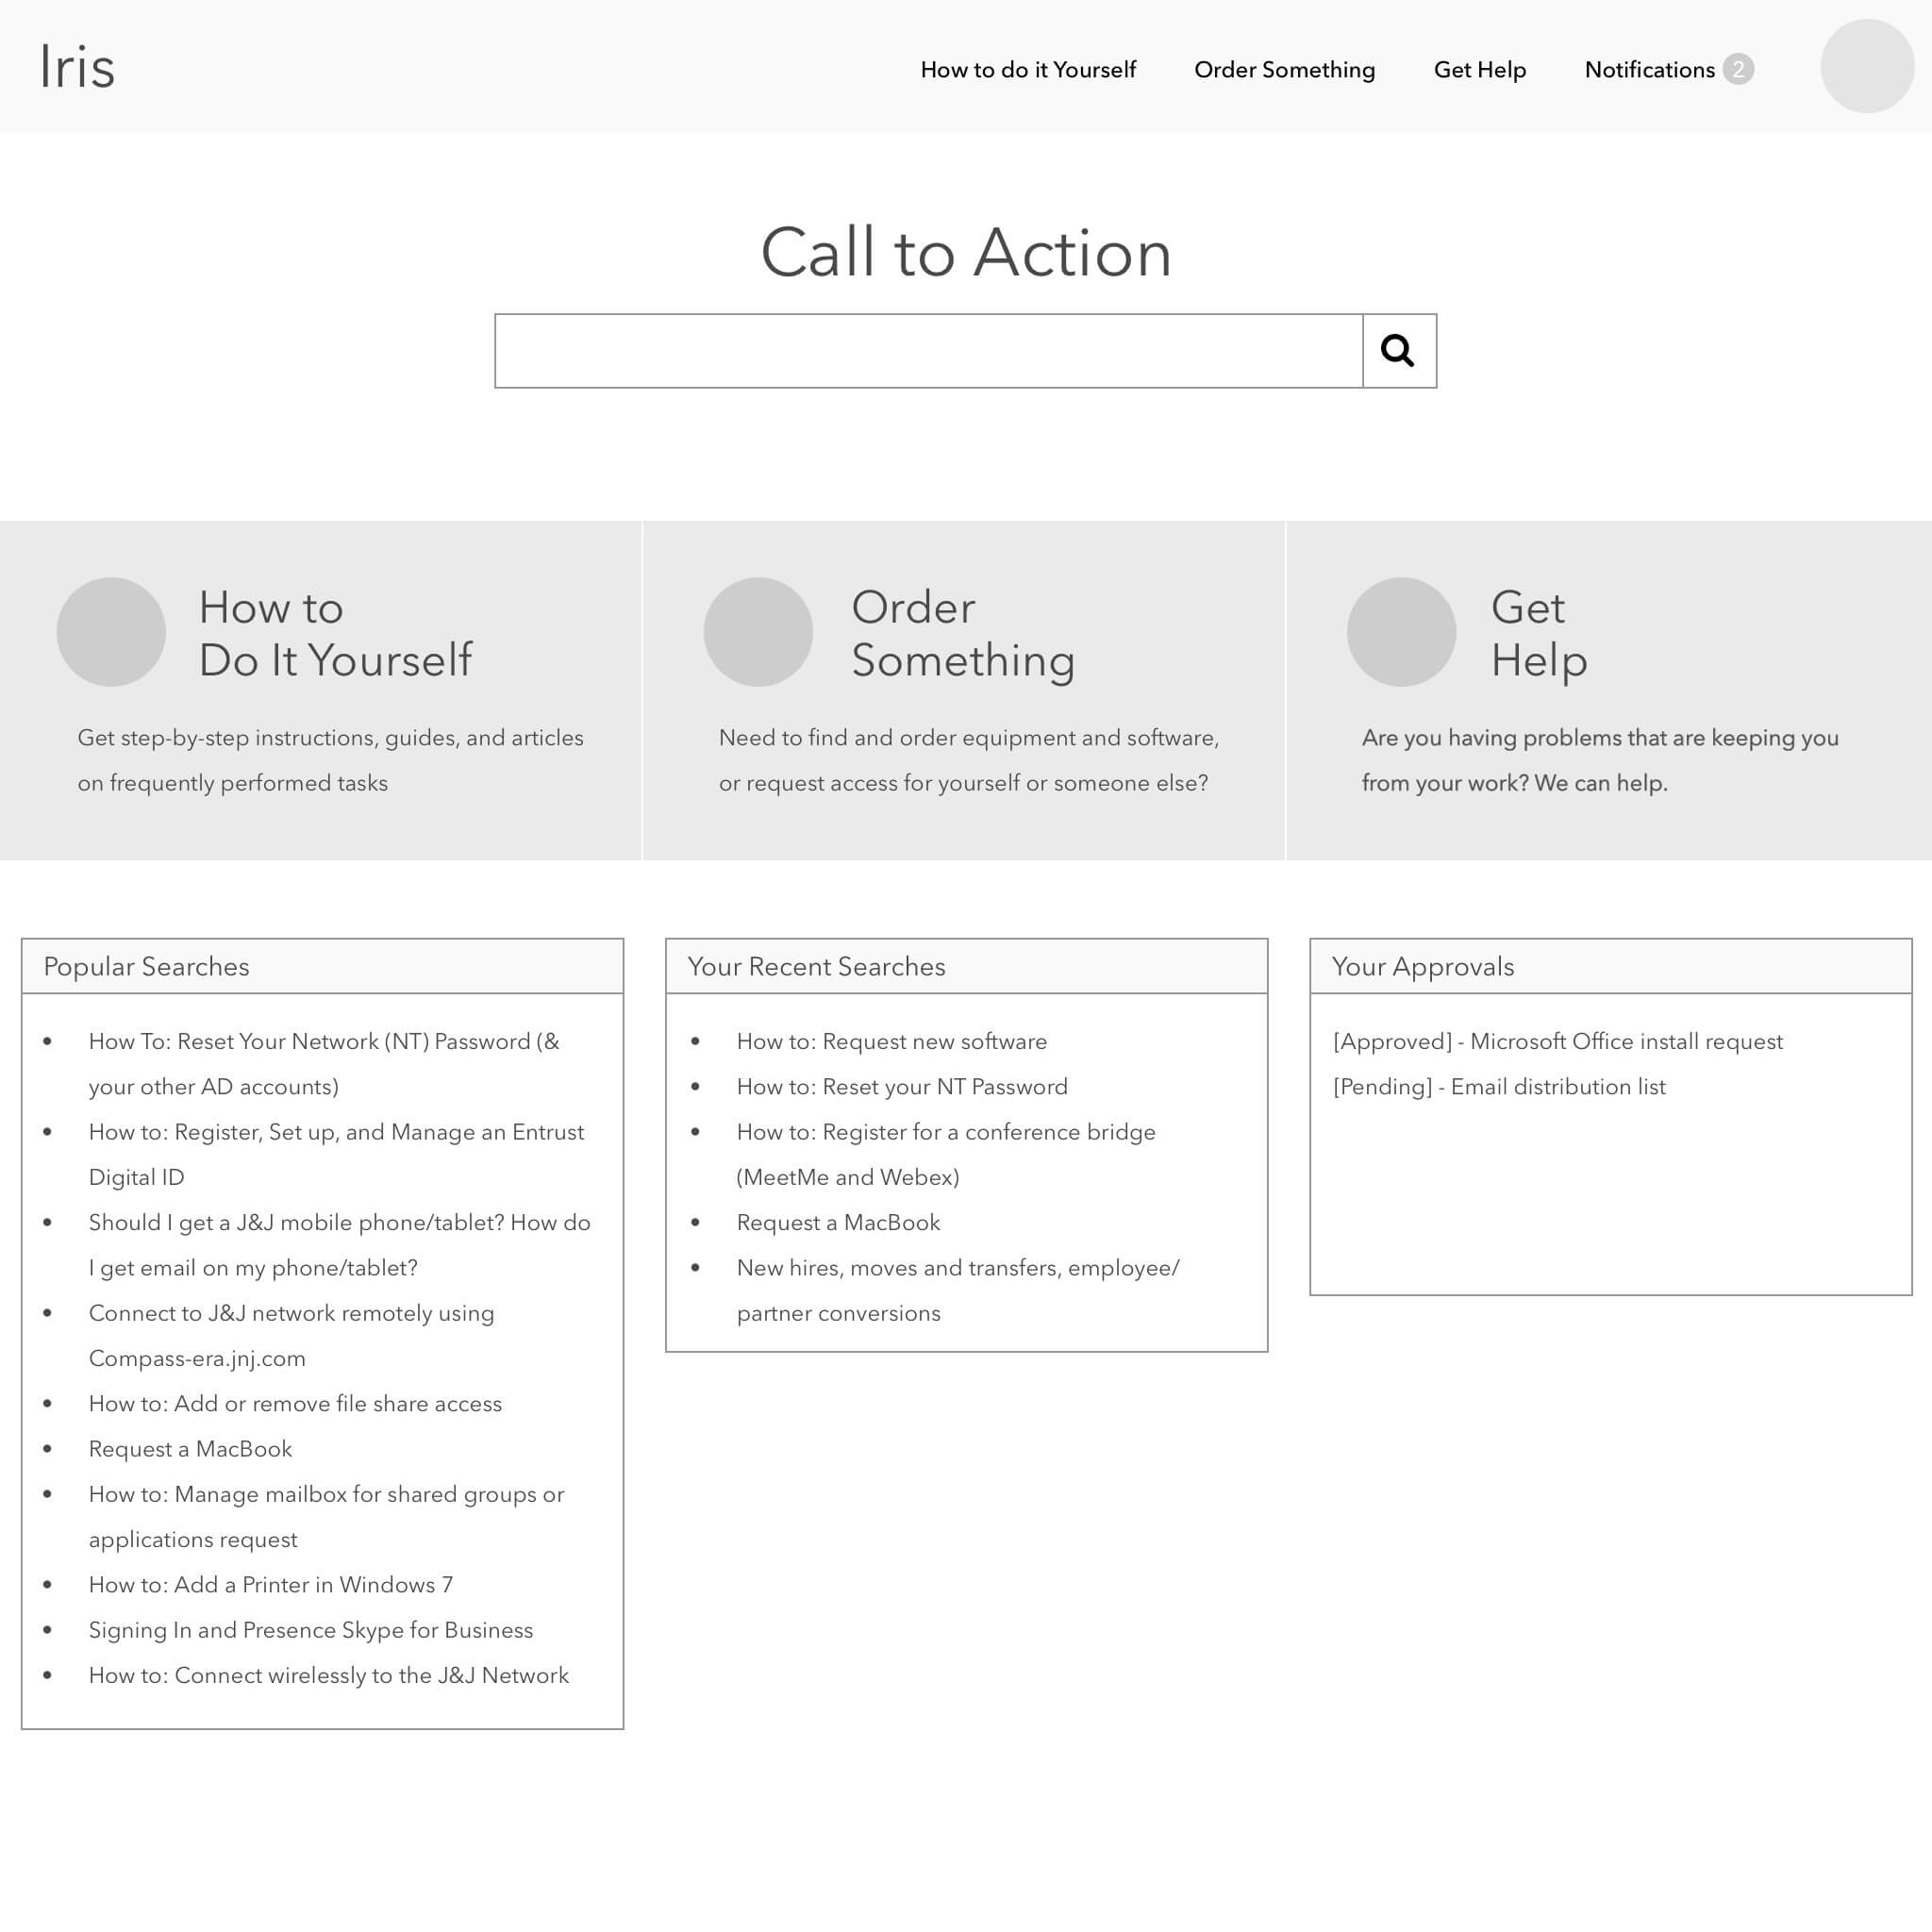 Iris
How to do it Yourself
Order Something
Get Help
Notifications 2
Call to Action
How to
Do It Yourself
Get step-by-step instructions, guides, and articles
on frequently performed tasks
Order
Something
Need to find and order equipment and software,
or request access for yourself or someone else?
Get
Help
Are you having problems that are keeping you
from your work? We can help.
Popular Searches
• How To: Reset Your Network (NT) Password (&
your other AD accounts)
• How to: Register, Set up, and Manage an Entrust
Digital ID
• Should I get a J&J mobile phone/tablet? How do
I get email on my phone/tablet?
• Connect to J&J network remotely using
Compass-era.jnj.com
• How to: Add or remove file share access
• Request a MacBook
• How to: Manage mailbox for shared groups or
applications request
• How to: Add a Printer in Windows 7
• Signing In and Presence Skype for Business
• How to: Connect wirelessly to the J&J Network
Your Recent Searches
• How to: Request new software
• How to: Reset your NT Password
• How to: Register for a conference bridge
(MeetMe and Webex)
• Request a MacBook
• New hires, moves and transfers, employee/
partner conversions
Your Approvals
[Approved] - Microsoft Office install request
[Pending] - Email distribution list